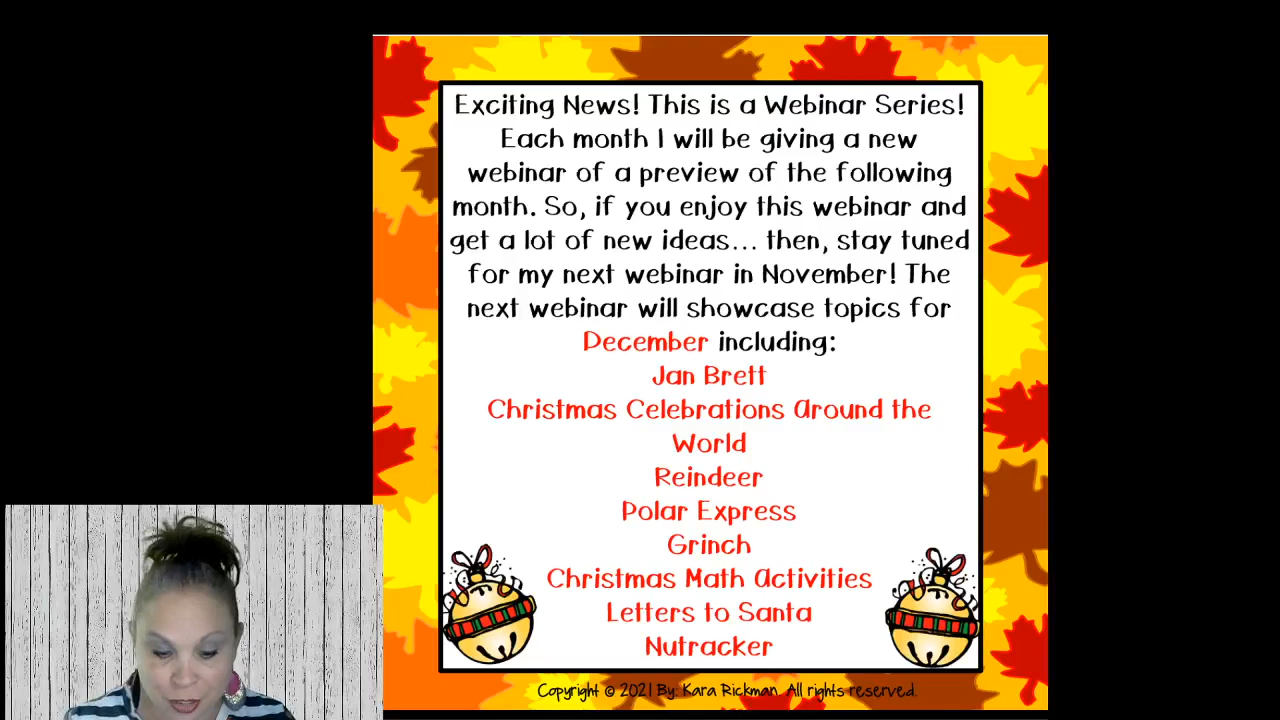 Exciting News! This is a Webinar Series!
Each month I will be giving a new
webinar of a preview of the following
month. So, if you enjoy this webinar and
get a lot of new ideas... then, stay tuned
for my next webinar in November! The
next webinar will showcase topics for
December including:
Jan Brett
Christmas Celebrations Around the
World
Reindeer
Polar Express
Grinch
Christmas Math Activities
Letters to Santa
Nutracker
Copyright © 2021 By: Kara Rickman All rights reserved.